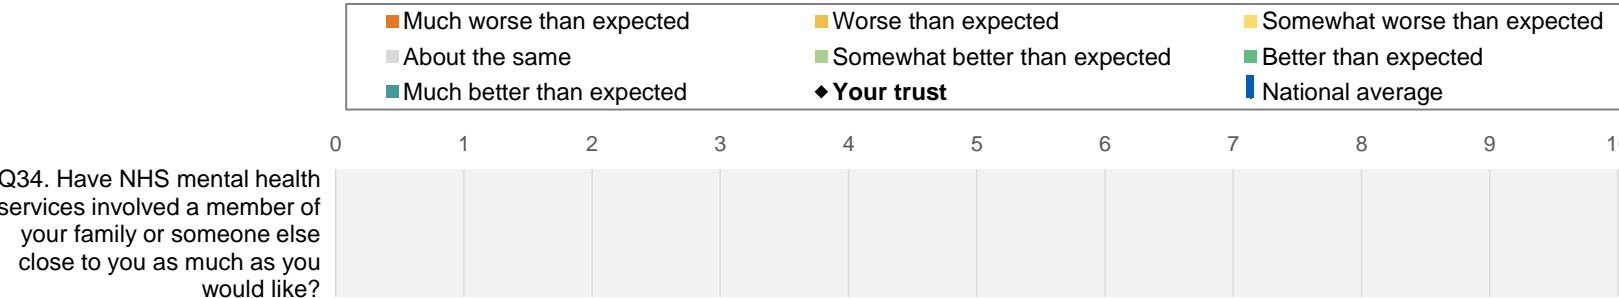 Much worse than expected Worse than expected Somewhat worse than expected
About the same Somewhat better than expected Better than expected
Much better than expected Your trust National average
0 1 2 3 4 5 6 7 8 9 1
Q34. Have NHS mental health
services involved a member of
your family or someone else
close to you as much as you
would like?